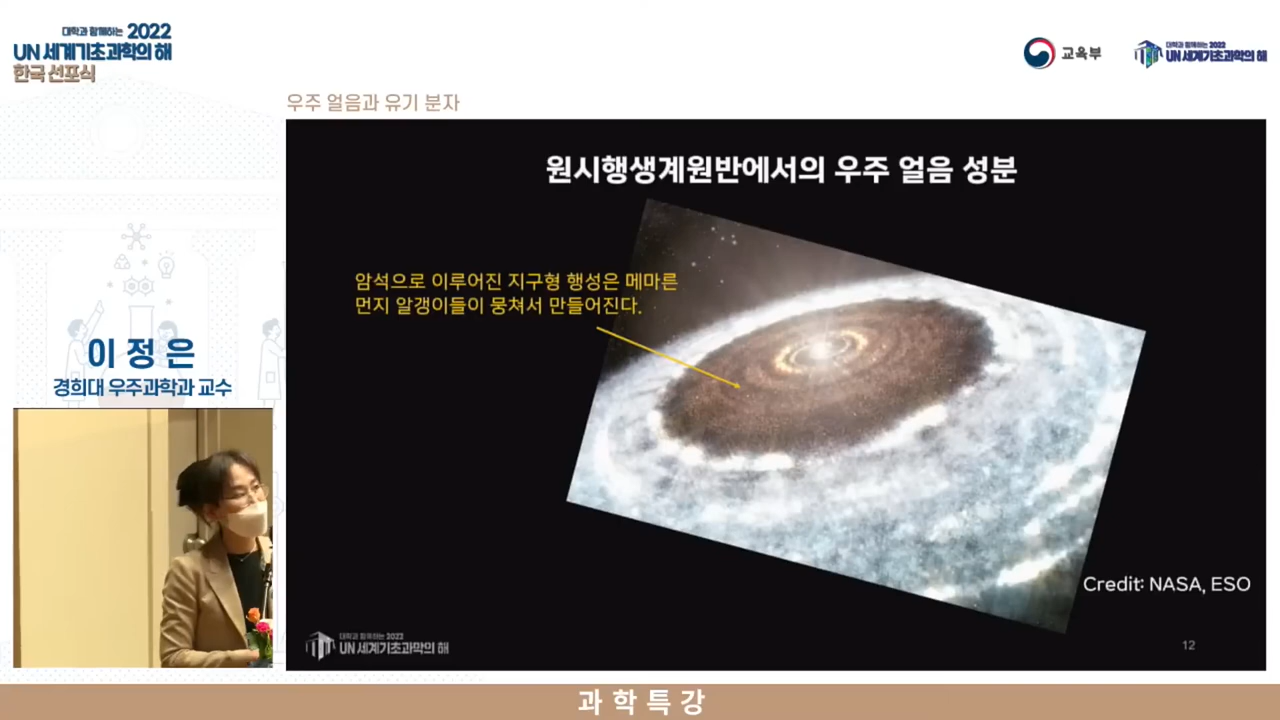 대학과 함께하는 2022
UN 세계기초과학의 해
한국 선포식
교육부
대학과 함께하는 2022
UN 세계기초과학의 해
우주 얼음과 유기 분자
원시행생계원반에서의 우주 얼음 성분
암석으로 이루어진 지구형 행성은 메마른
먼지 알갱이들이 뭉쳐서 만들어진다.
이정은
경희대 우주과학과 교수
Credit: NASA, ESO
대학과 함께하는 2022
UN 세계기초과학의 해
12
과학특강